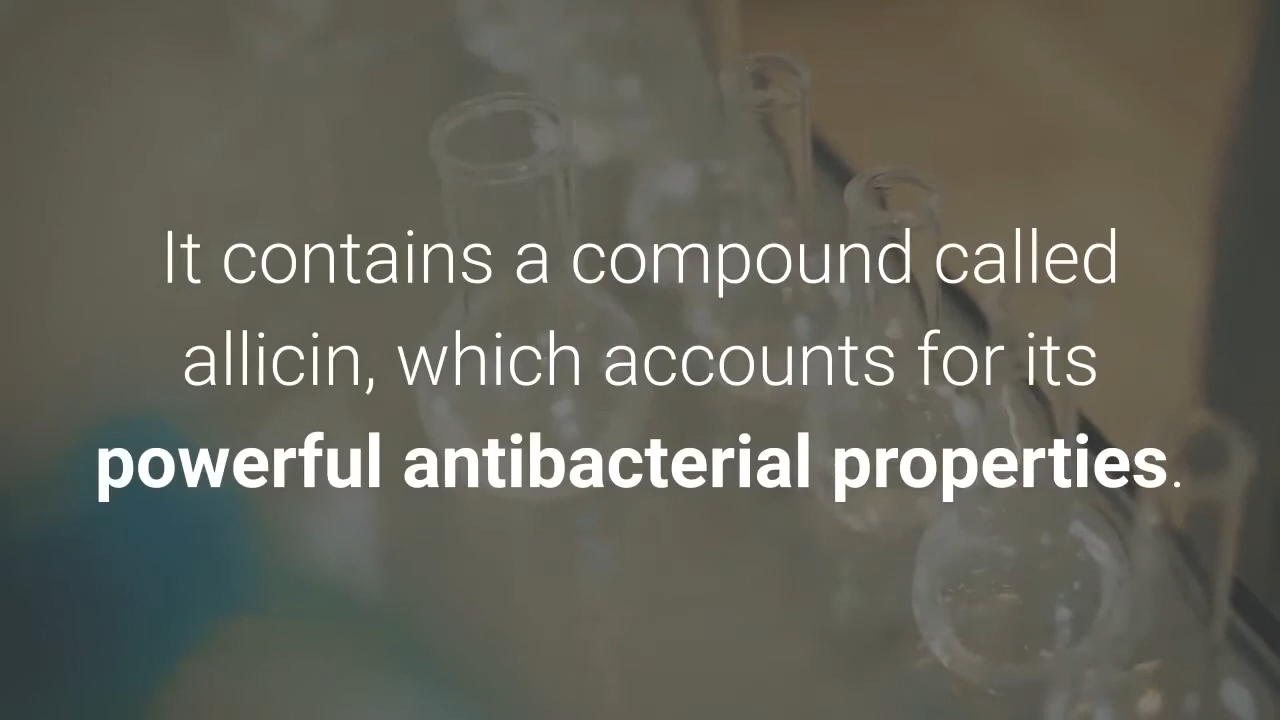 It contains a compound called
allicin, which accounts for its
powerful antibacterial properties.